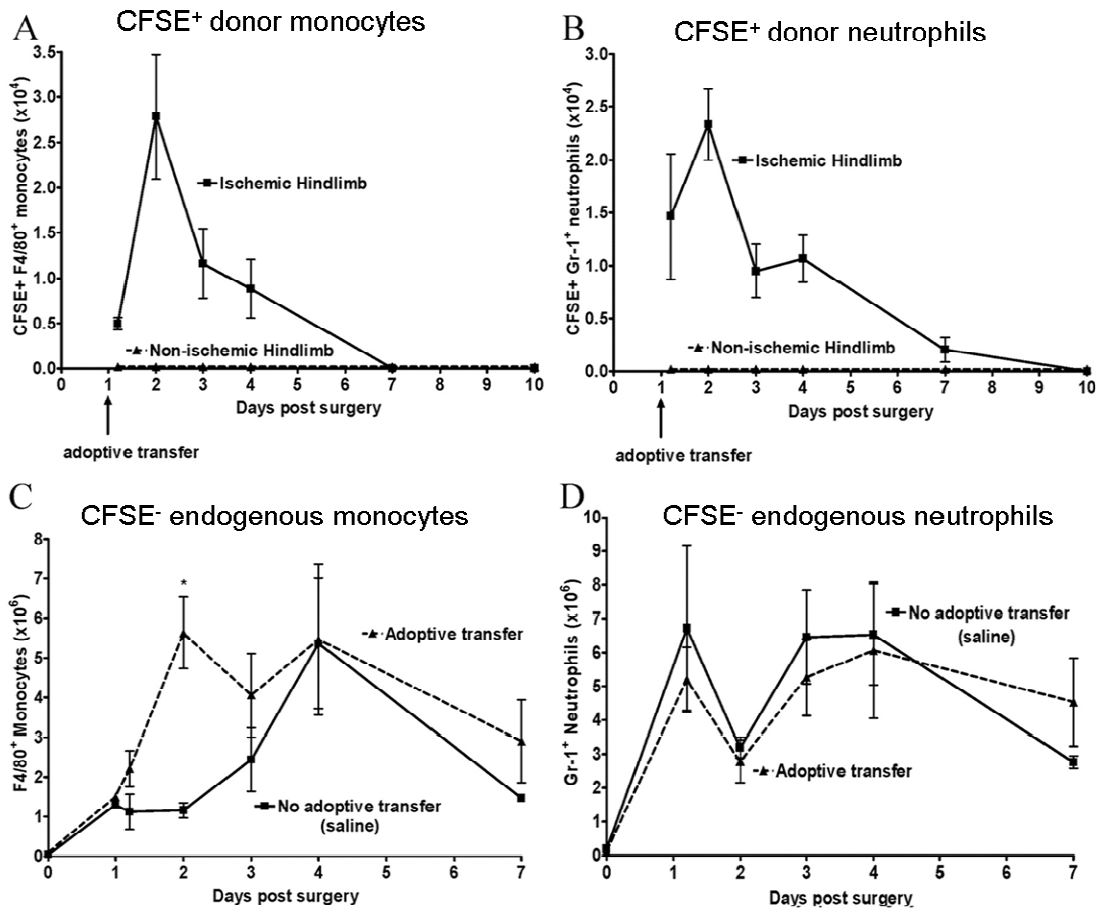 A
CFSE⁺ donor monocytes
CFSE+ F4/80⁺ monocytes (x10⁴)
3.5
3.0
2.5
2.0
1.5
1.0
0.5
0.0
Ischemic Hindlimb
Non-ischemic Hindlimb
0 1 2 3 4 5 6 7 8 9 10
Days post surgery
adoptive transfer
B
CFSE⁺ donor neutrophils
CFSE+ Gr-1⁺ neutrophils (x10⁴)
3.0
2.5
2.0
1.5
1.0
0.5
0.0
Ischemic Hindlimb
Non-ischemic Hindlimb
0 1 2 3 4 5 6 7 8 9 10
Days post surgery
adoptive transfer
C
CFSE⁻ endogenous monocytes
F4/80⁺ Monocytes (x10⁶)
8
7
6
5
4
3
2
1
0
*
Adoptive transfer
No adoptive transfer
(saline)
0 1 2 3 4 5 6 7
Days post surgery
D
CFSE⁻ endogenous neutrophils
Gr-1⁺ Neutrophils (x10⁶)
10
9
8
7
6
5
4
3
2
1
0
No adoptive transfer
(saline)
Adoptive transfer
0 1 2 3 4 5 6 7
Days post surgery